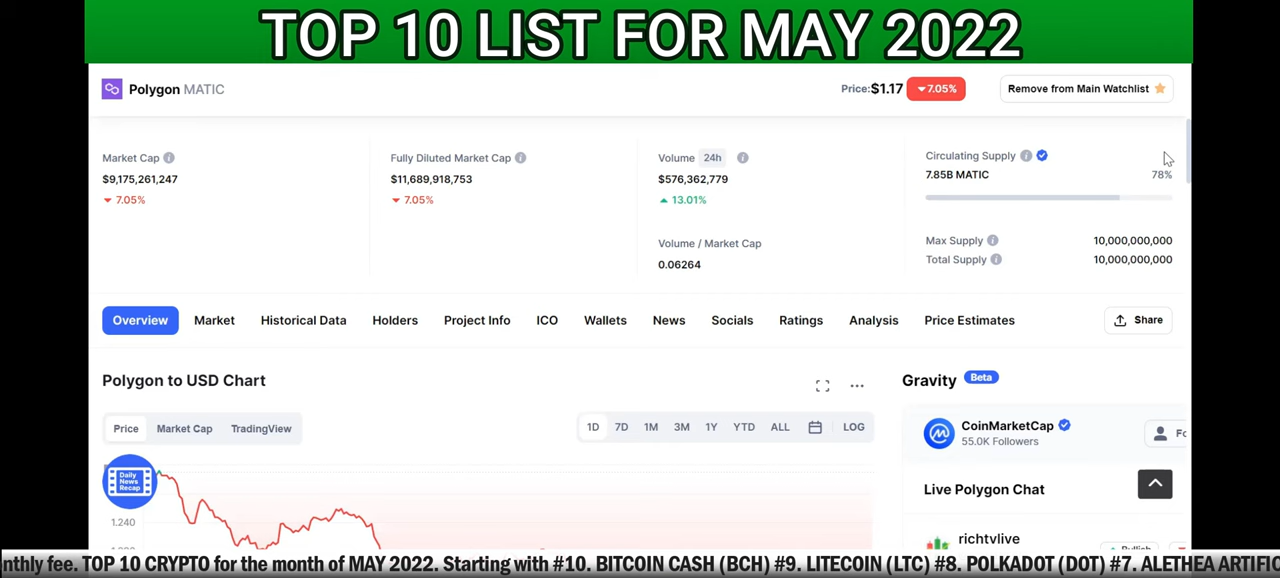 TOP 10 LIST FOR MAY 2022
Polygon MATIC
Price: $1.17 7.05%
Remove from Main Watchlist
Market Cap
$9,175,261,247
7.05%
Fully Diluted Market Cap
$11,689,918,753
7.05%
Volume 24h
$576,362,779
13.01%
Volume / Market Cap
0.06264
Circulating Supply
7.85B MATIC 78%
Max Supply 10,000,000,000
Total Supply 10,000,000,000
Overview Market Historical Data Holders Project Info ICO Wallets News Socials Ratings Analysis Price Estimates
Share
Polygon to USD Chart
Price Market Cap TradingView
1D 7D 1M 3M 1Y YTD ALL LOG
Daily
News
Recap
1.240
Gravity Beta
CoinMarketCap
55.0K Followers
Fo
Live Polygon Chat
richtvlive
nthly fee. TOP 10 CRYPTO for the month of MAY 2022. Starting with #10. BITCOIN CASH (BCH) #9. LITECOIN (LTC) #8. POLKADOT (DOT) #7. ALETHEA ARTIFIC